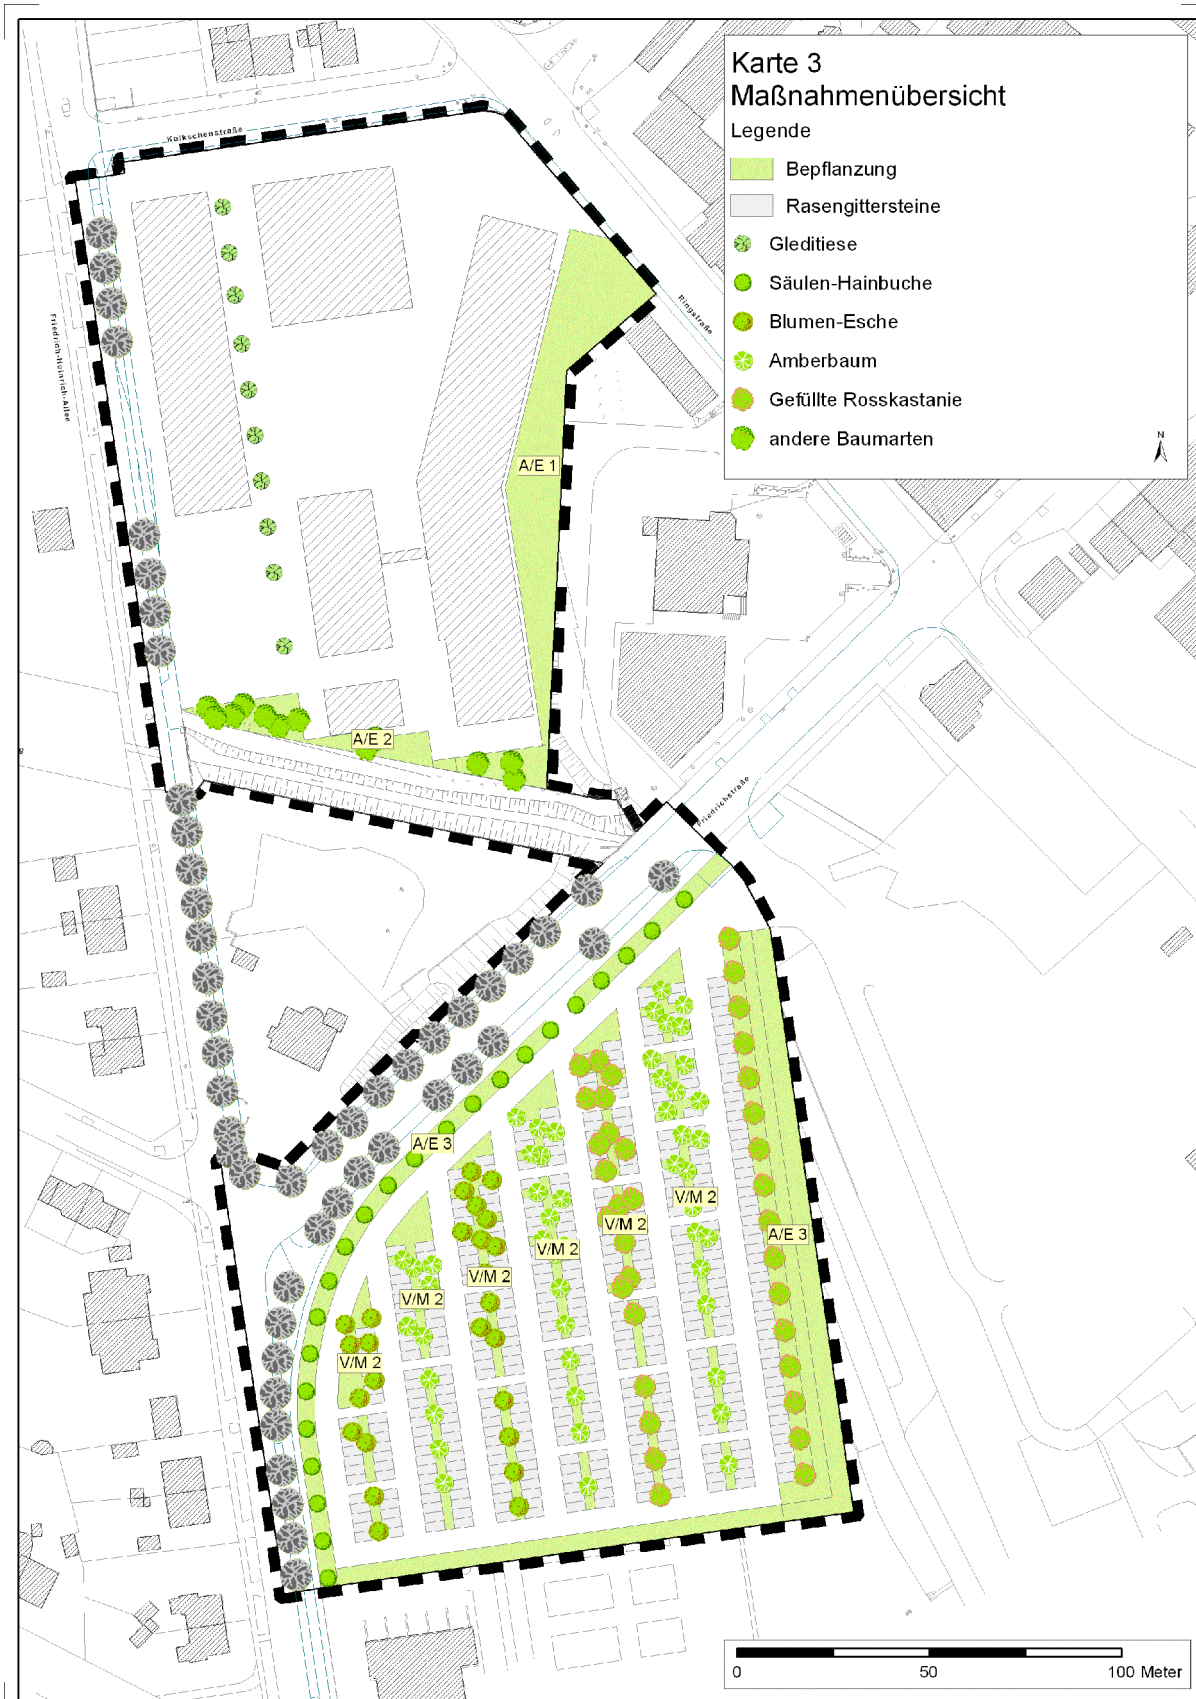 Karte 3
Maßnahmenübersicht
Legende
Bepflanzung
Rasengittersteine
Gleditiese
Säulen-Hainbuche
Blumen-Esche
Amberbaum
Gefüllte Rosskastanie
andere Baumarten
N
Kolkschenstraße
Ringstraße
Friedrich-Heinrich-Allee
A/E 1
A/E 2
Friedrichstraße
A/E 3
V/M 2
V/M 2
A/E 3
V/M 2
V/M 2
V/M 2
V/M 2
0 50 100 Meter